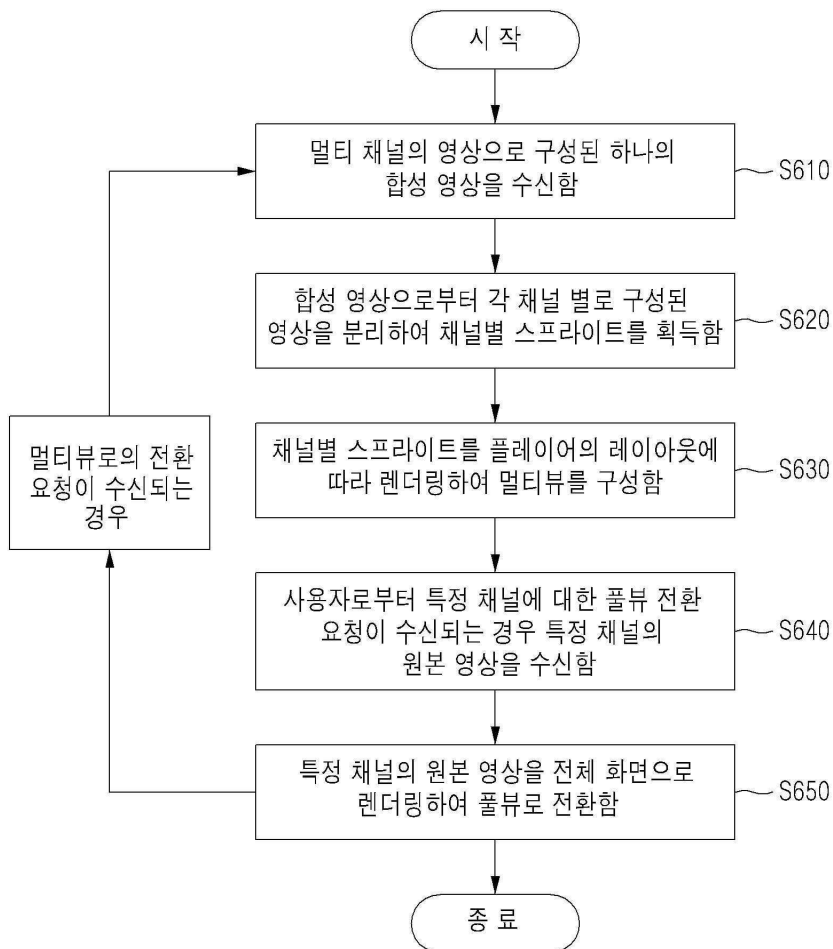 시 작
멀티 채널의 영상으로 구성된 하나의
합성 영상을 수신함
S610
합성 영상으로부터 각 채널 별로 구성된
영상을 분리하여 채널별 스프라이트를 획득함
S620
채널별 스프라이트를 플레이어의 레이아웃에
따라 렌더링하여 멀티뷰를 구성함
S630
멀티뷰로의 전환
요청이 수신되는
경우
사용자로부터 특정 채널에 대한 풀뷰 전환
요청이 수신되는 경우 특정 채널의
원본 영상을 수신함
S640
특정 채널의 원본 영상을 전체 화면으로
렌더링하여 풀뷰로 전환함
S650
종 료